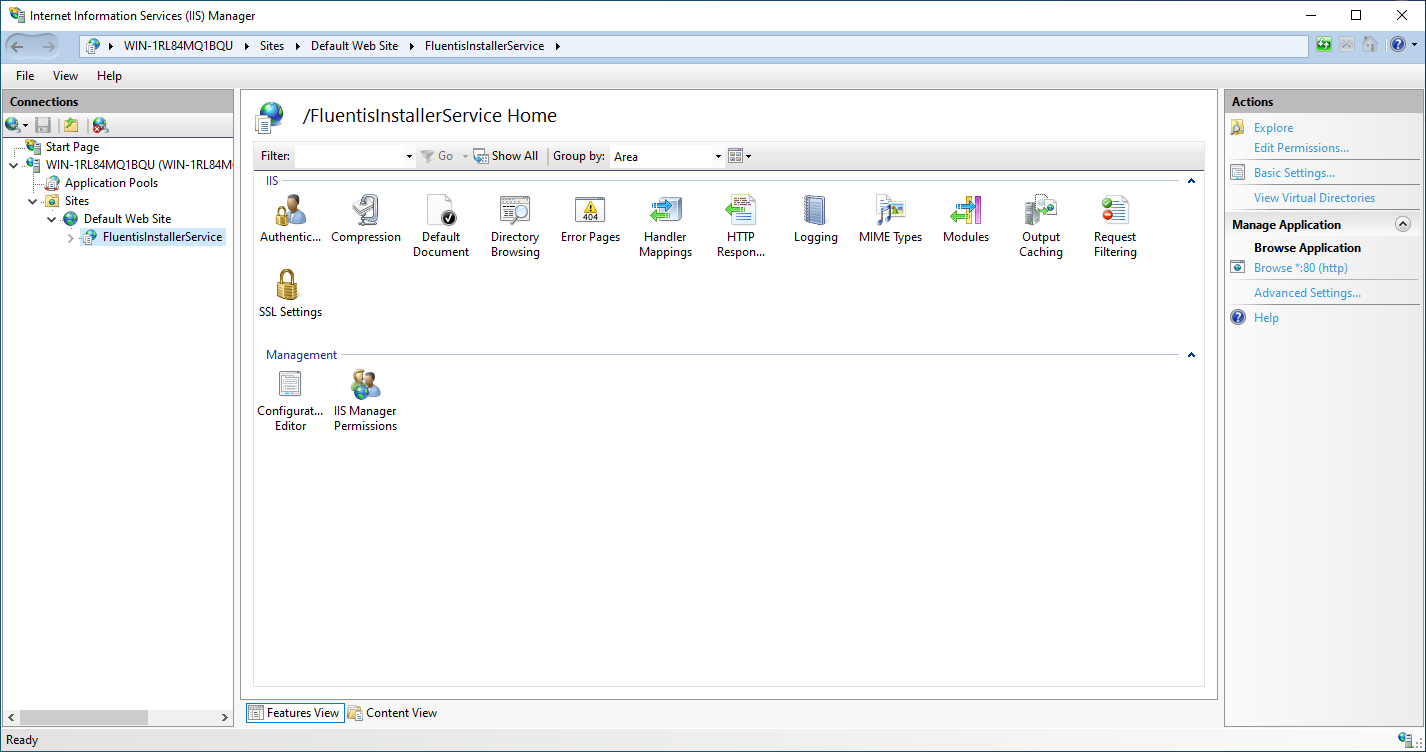 Internet Information Services (IIS) Manager
WIN-1RL84MQ1BQU Sites Default Web Site FluentisInstallerService
File View Help
Connections
Start Page
WIN-1RL84MQ1BQU (WIN-1RL84M
Application Pools
Sites
Default Web Site
FluentisInstallerService
/FluentisInstallerService Home
Filter: Go Show All Group by: Area
IIS
Authentic... Compression Default Document Directory Browsing Error Pages Handler Mappings HTTP Respon... Logging MIME Types Modules Output Caching Request Filtering
404
SSL Settings
Management
Configurat... Editor IIS Manager Permissions
Features View Content View
Actions
Explore
Edit Permissions...
Basic Settings...
View Virtual Directories
Manage Application
Browse Application
Browse *:80 (http)
Advanced Settings...
Help
Ready